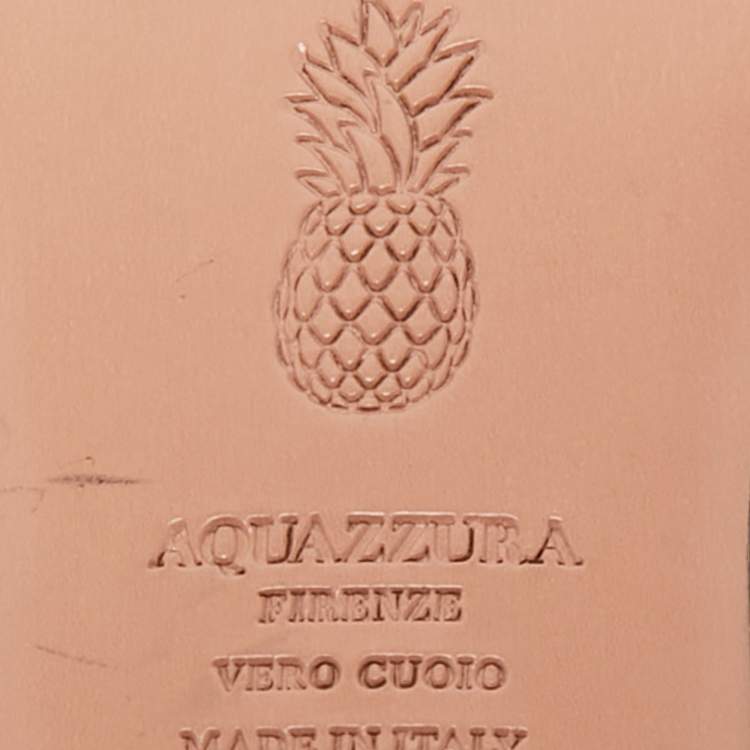 AQUAZZURA
FIRENZE
VERO CUOIO
MADE IN ITALY